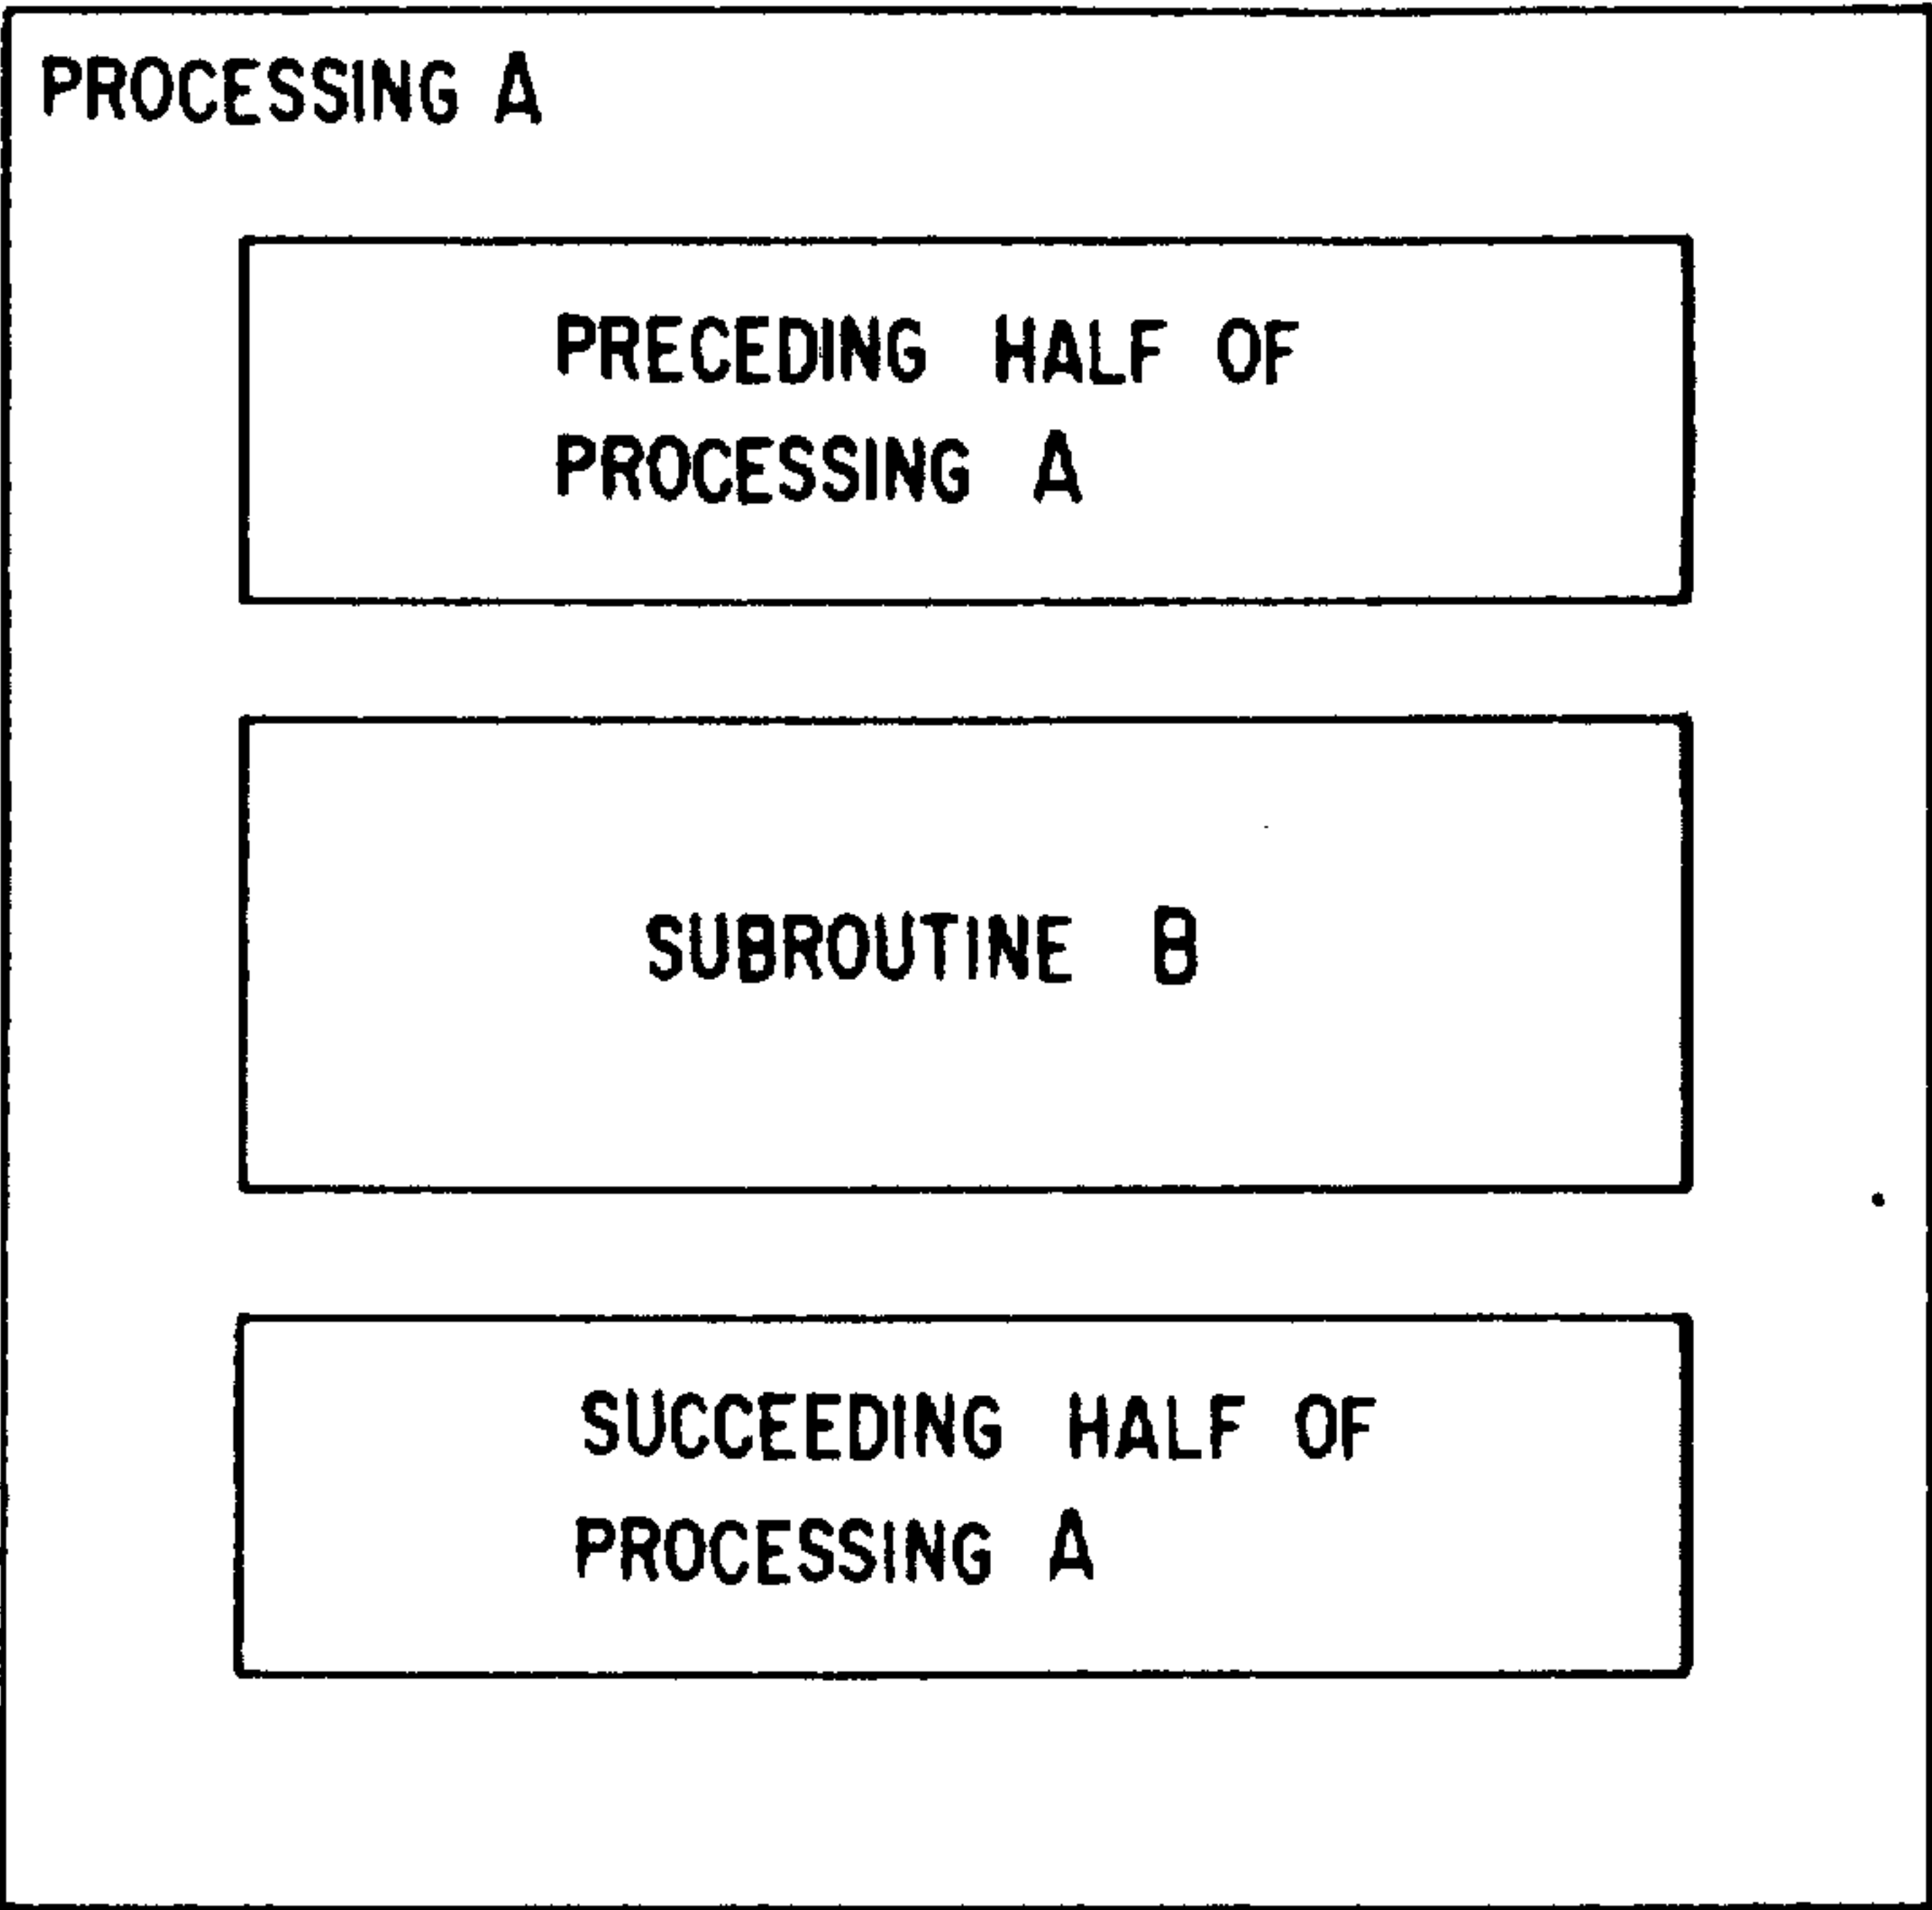 PROCESSING A
PRECEDING HALF OF
PROCESSING A
SUBROUTINE B
SUCCEEDING HALF OF
PROCESSING A